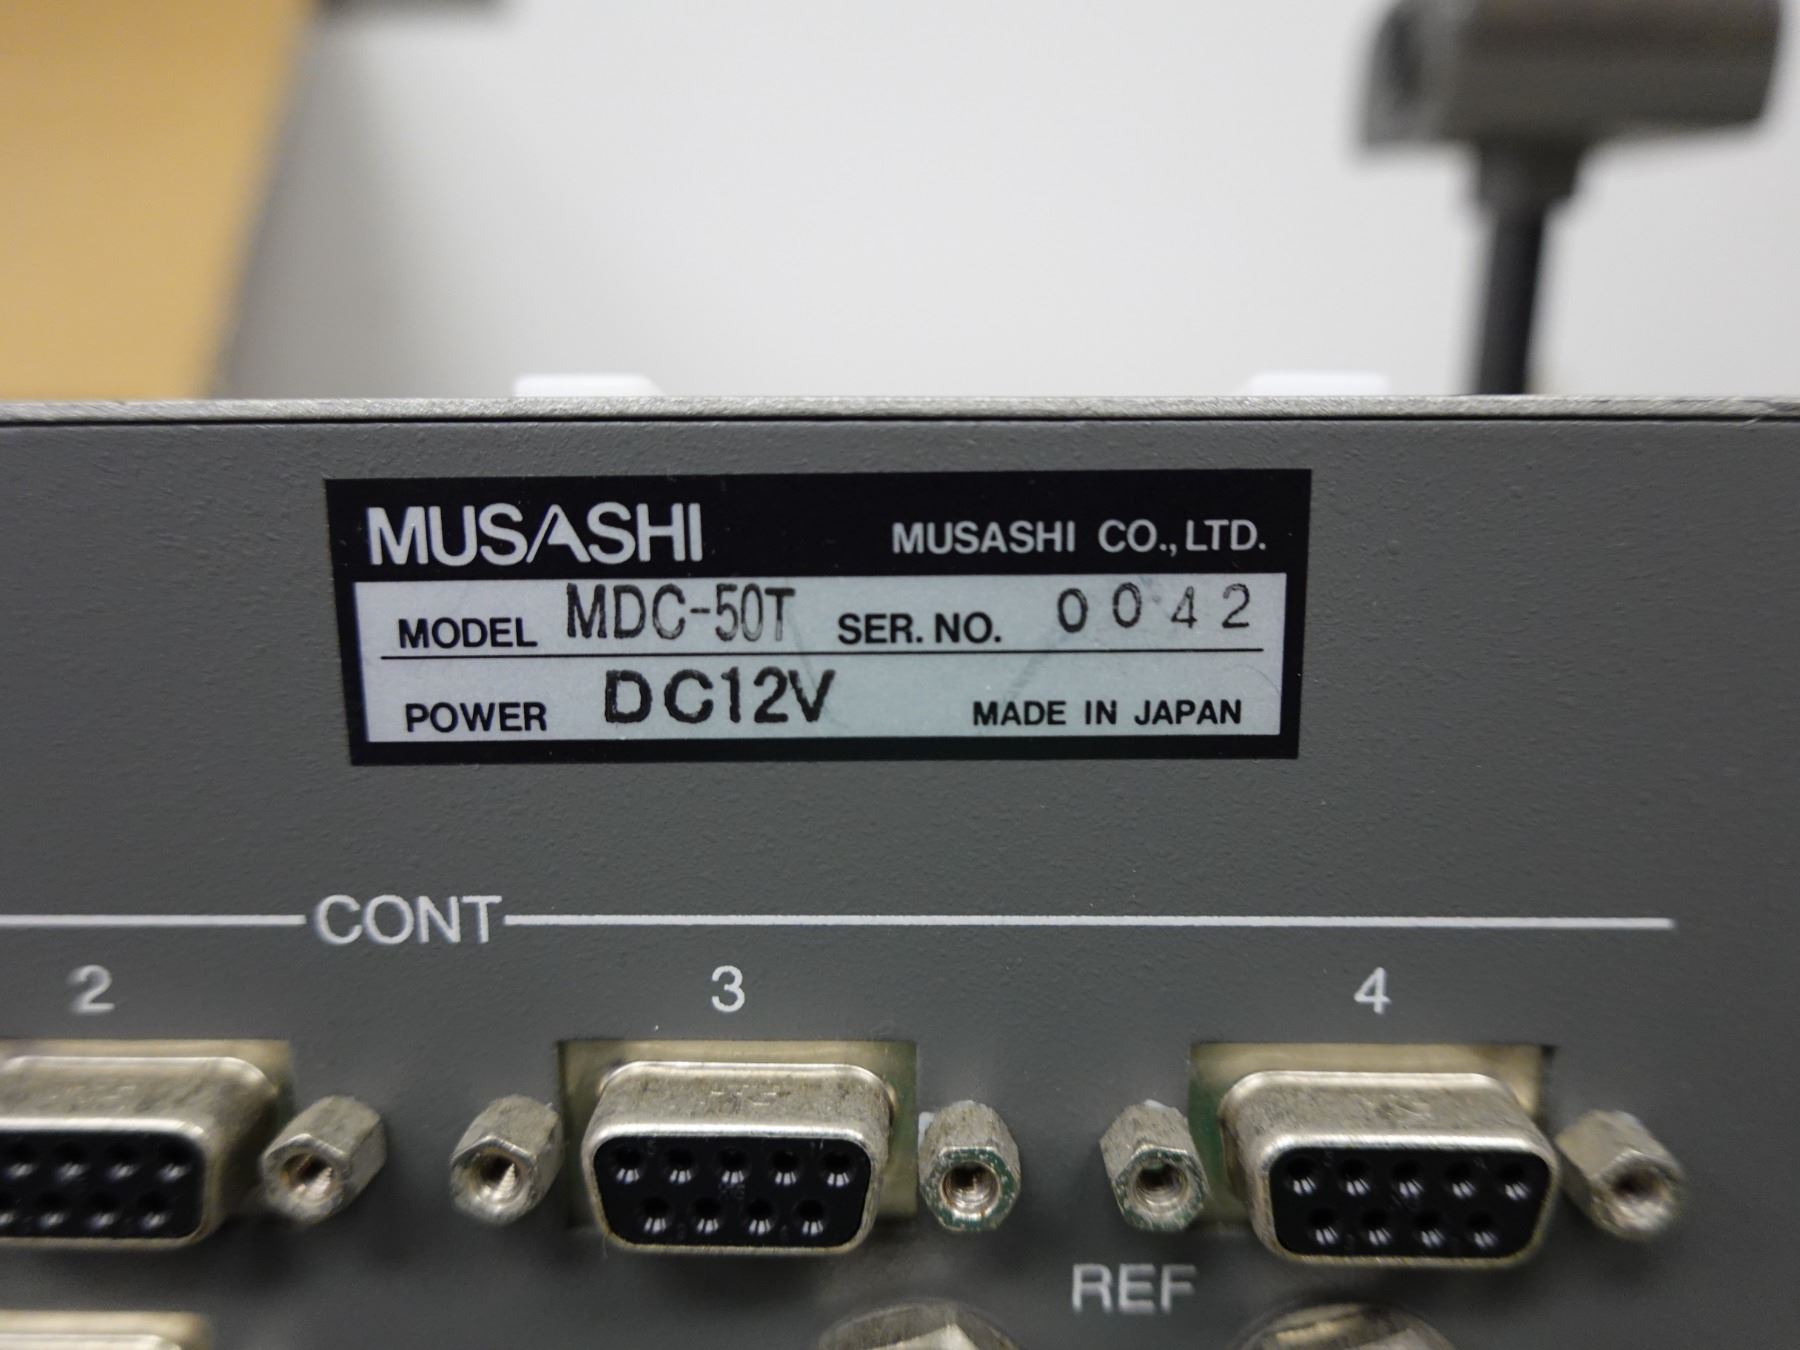 MUSASHI MUSASHI CO., LTD.
MODEL MDC-50T SER. NO. 0042
POWER DC12V MADE IN JAPAN
CONT
2 3 4
REF